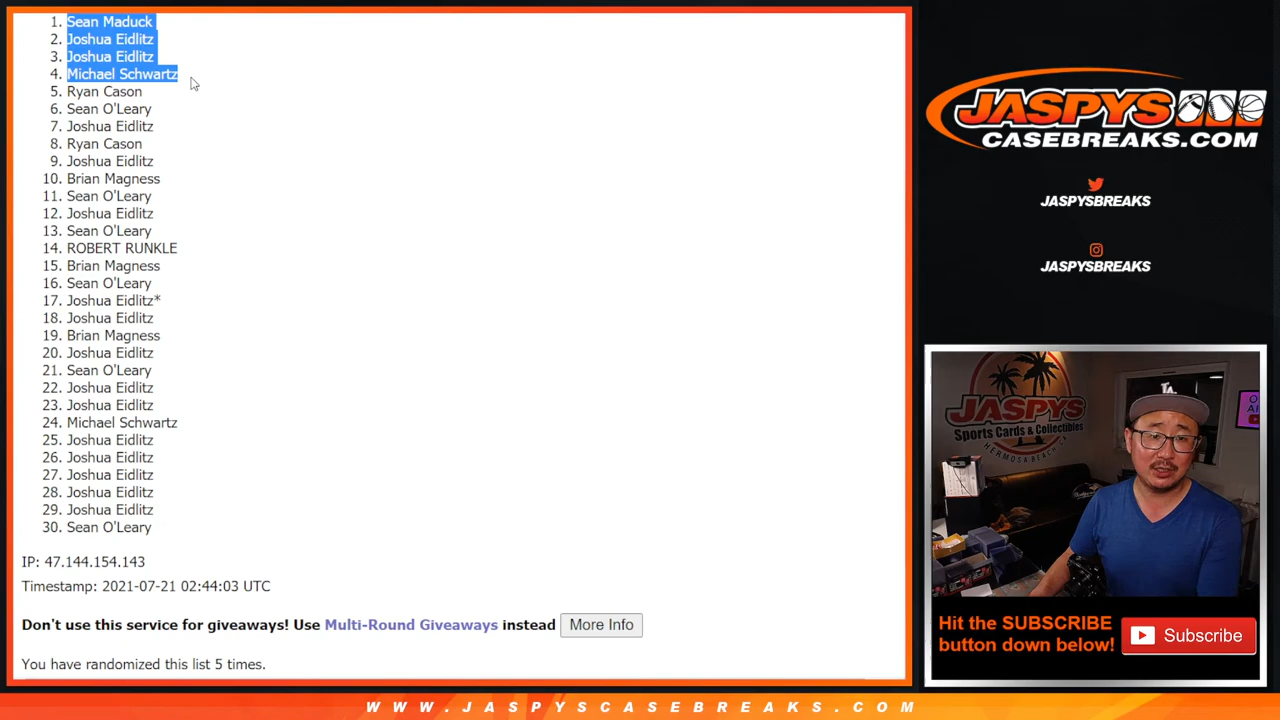 1. Sean Maduck
2. Joshua Eidlitz
3. Joshua Eidlitz
4. Michael Schwartz
5. Ryan Cason
6. Sean O'Leary
7. Joshua Eidlitz
8. Ryan Cason
9. Joshua Eidlitz
10. Brian Magness
11. Sean O'Leary
12. Joshua Eidlitz
13. Sean O'Leary
14. ROBERT RUNKLE
15. Brian Magness
16. Sean O'Leary
17. Joshua Eidlitz*
18. Joshua Eidlitz
19. Brian Magness
20. Joshua Eidlitz
21. Sean O'Leary
22. Joshua Eidlitz
23. Joshua Eidlitz
24. Michael Schwartz
25. Joshua Eidlitz
26. Joshua Eidlitz
27. Joshua Eidlitz
28. Joshua Eidlitz
29. Joshua Eidlitz
30. Sean O'Leary
IP: 47.144.154.143
Timestamp: 2021-07-21 02:44:03 UTC
Don't use this service for giveaways! Use Multi-Round Giveaways instead More Info
You have randomized this list 5 times.
JASPYS
CASEBREAKS.COM
JASPYSBREAKS
JASPYSBREAKS
JASPYS
Sports Cards & Collectibles
HERMOSA BEACH, CA
LA
Hit the SUBSCRIBE
button down below!
Subscribe
WWW.JASPYSCASEBREAKS.COM